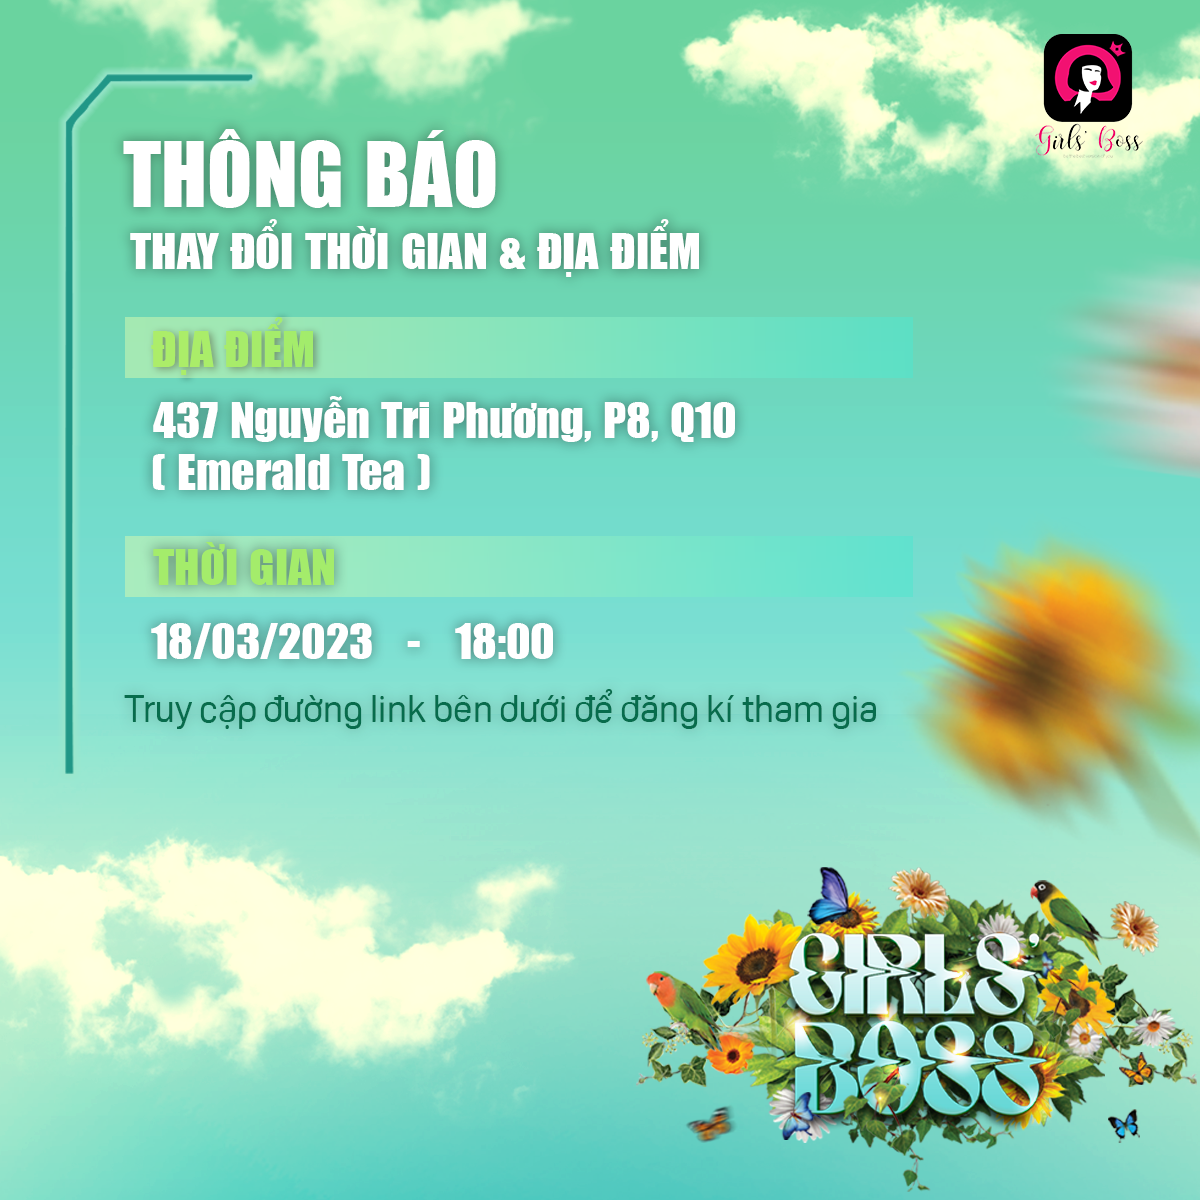 Girls' Boss
THÔNG BÁO
THAY ĐỔI THỜI GIAN & ĐỊA ĐIỂM
ĐỊA ĐIỂM
437 Nguyễn Tri Phương, P8, Q10
( Emerald Tea )
THỜI GIAN
18/03/2023 - 18:00
Truy cập đường link bên dưới để đăng kí tham gia
GIRLS'
BOSS